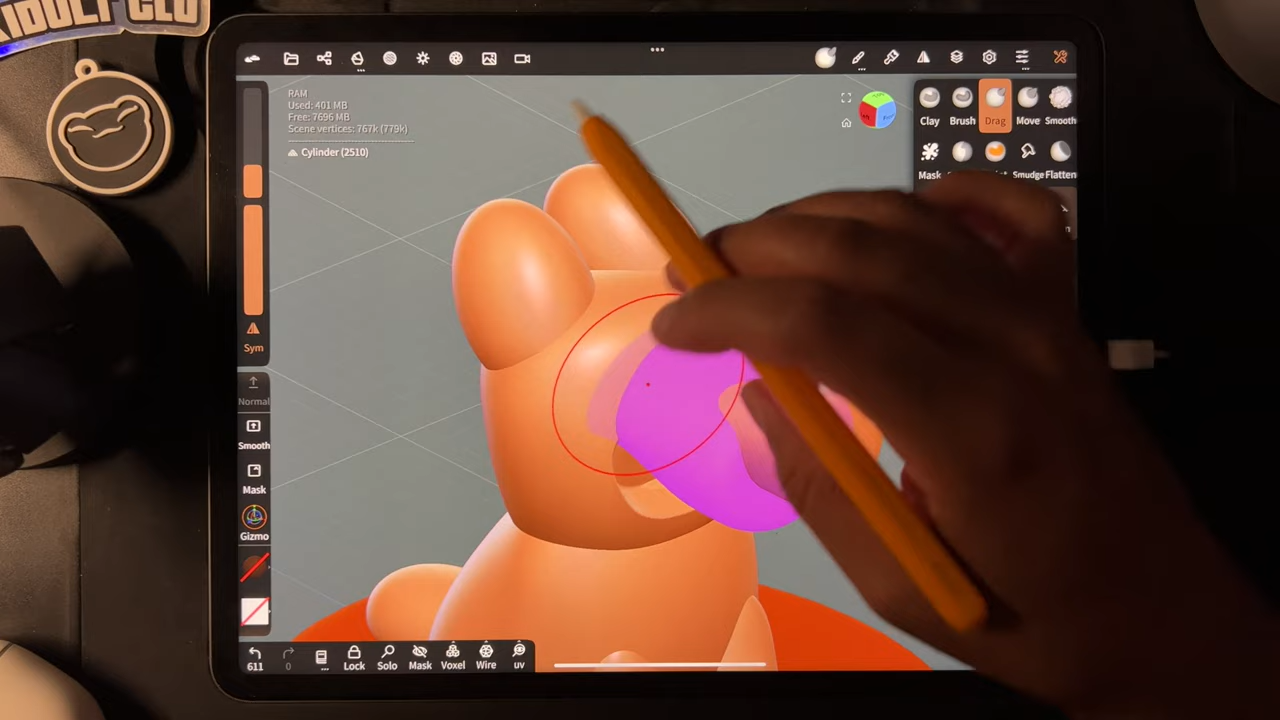 RAM
Used: 401 MB
Free: 7696 MB
Scene vertices: 767k (779k)
Cylinder (2510)
Clay Brush Drag Move Smooth
Mask Smudge Flatten
Sym
Normal
Smooth
Mask
Gizmo
611 0 Lock Solo Mask Voxel Wire uv